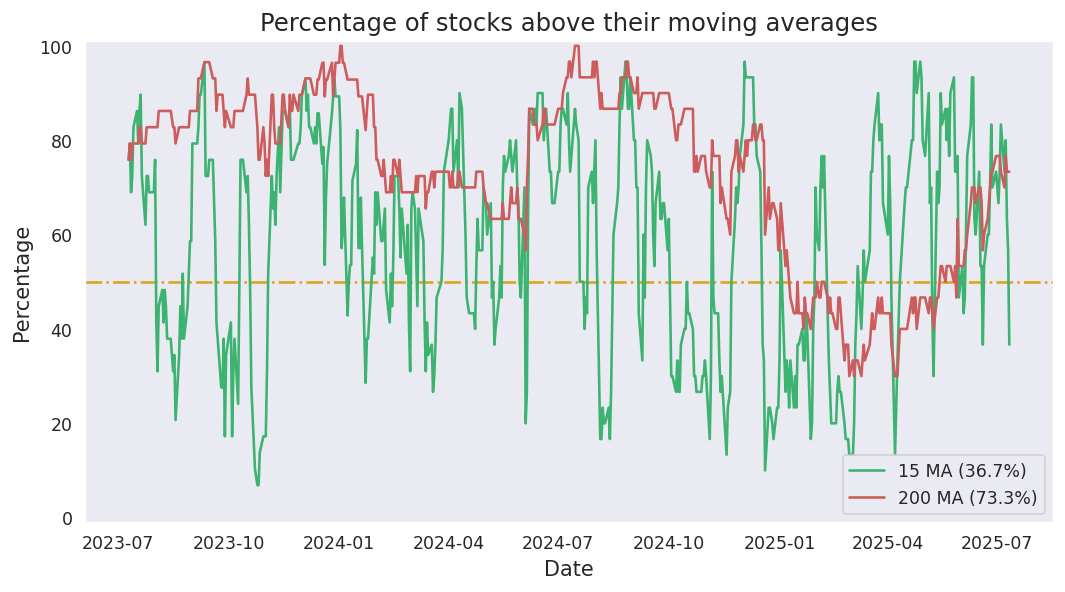 Percentage of stocks above their moving averages
Percentage
100
80
60
40
20
0
15 MA (36.7%)
200 MA (73.3%)
2023-07 2023-10 2024-01 2024-04 2024-07 2024-10 2025-01 2025-04 2025-07
Date